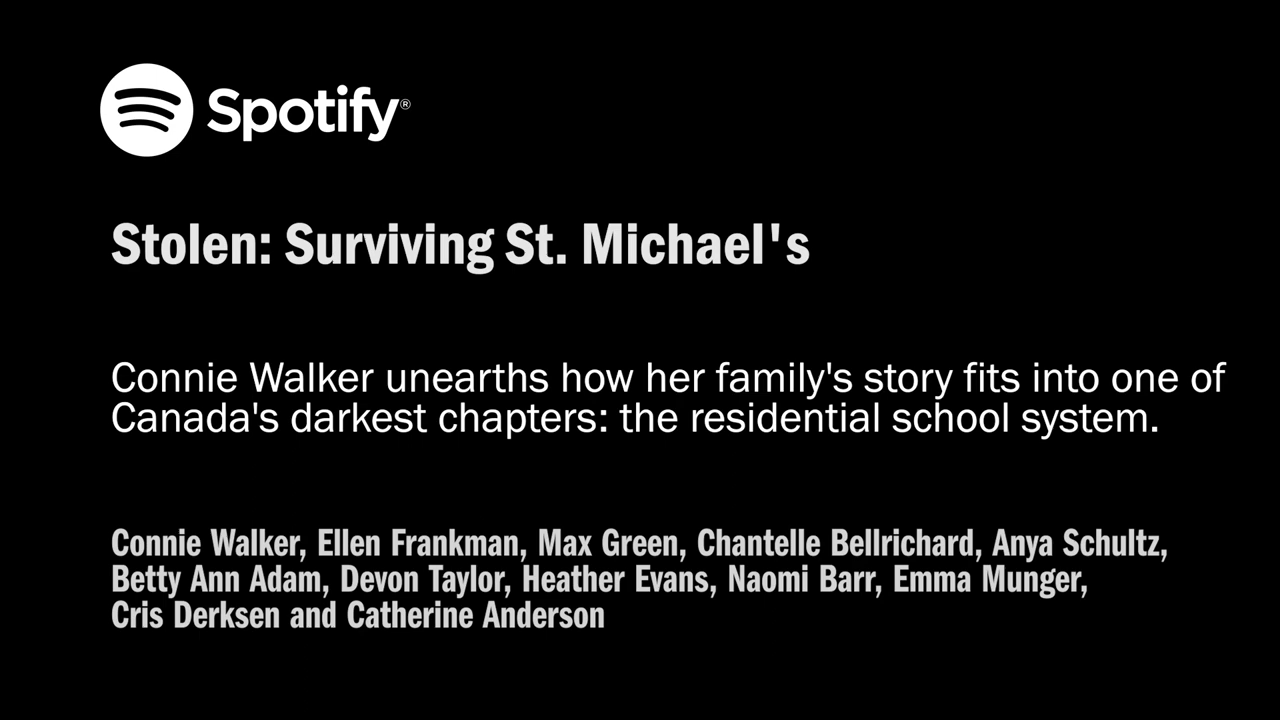 Spotify®
Stolen: Surviving St. Michael's
Connie Walker unearths how her family's story fits into one of
Canada's darkest chapters: the residential school system.
Connie Walker, Ellen Frankman, Max Green, Chantelle Bellrichard, Anya Schultz,
Betty Ann Adam, Devon Taylor, Heather Evans, Naomi Barr, Emma Munger,
Cris Derksen and Catherine Anderson